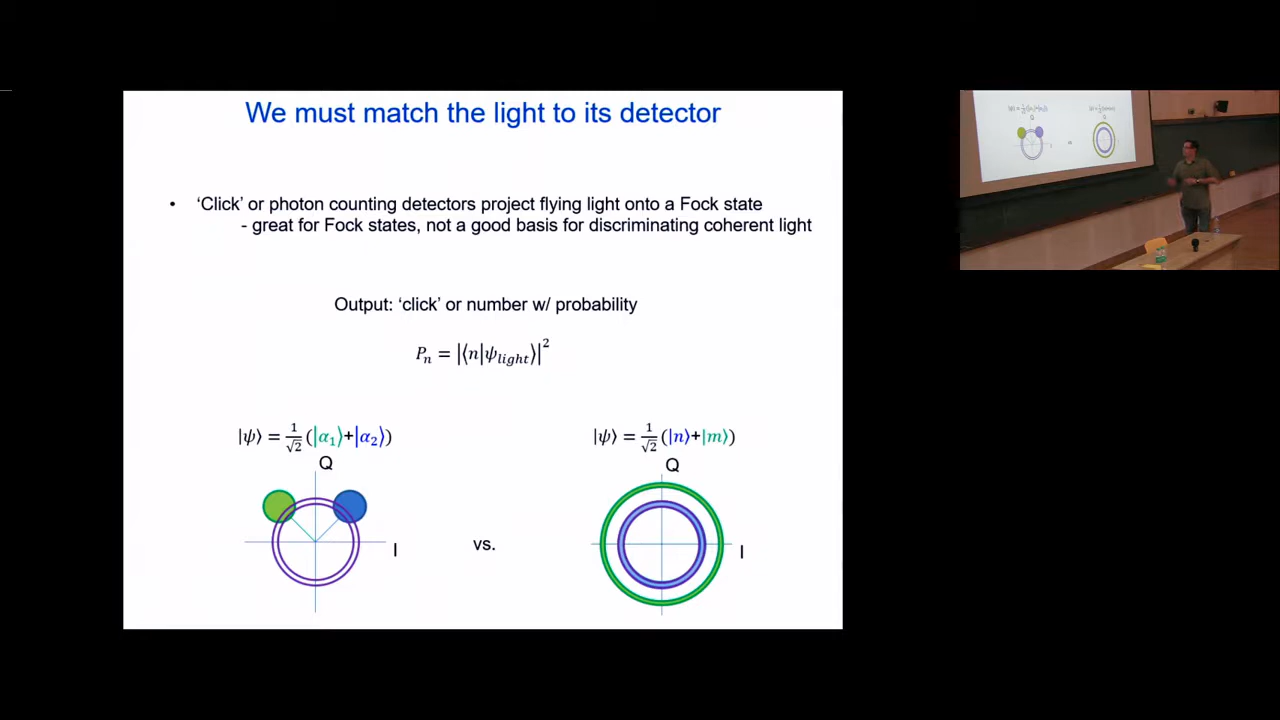 We must match the light to its detector
• ‘Click’ or photon counting detectors project flying light onto a Fock state
- great for Fock states, not a good basis for discriminating coherent light
Output: ‘click’ or number w/ probability
Pₙ = |⟨n|ψ_light⟩|²
|ψ⟩ = 1/√2 (|α₁⟩+|α₂⟩)
Q
I
vs.
|ψ⟩ = 1/√2 (|n⟩+|m⟩)
Q
I